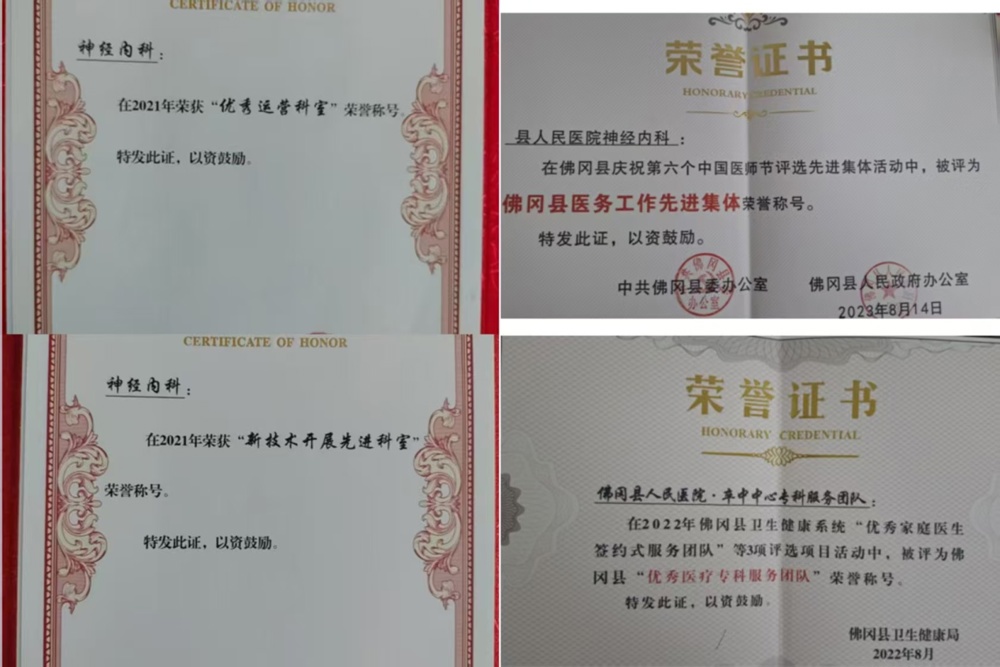 CERTIFICATE OF HONOR
神经内科：
在2021年荣获“优秀运营科室”荣誉称号。
特发此证，以资鼓励。
荣誉证书
HONORARY CREDENTIAL
县人民医院神经内科：
在佛冈县庆祝第六个中国医师节评选先进集体活动中，被评为
佛冈县医务工作先进集体荣誉称号。
特发此证，以资鼓励。
中共佛冈县委办公室 佛冈县人民政府办公室
2023年8月14日
CERTIFICATE OF HONOR
神经内科：
在2021年荣获“新技术开展先进科室”
荣誉称号。
特发此证，以资鼓励。
荣誉证书
HONORARY CREDENTIAL
佛冈县人民医院·卒中中心专科服务团队：
在2022年佛冈县卫生健康系统“优秀家庭医生
签约式服务团队”等3项评选项目活动中，被评为佛
冈县“优秀医疗专科服务团队”荣誉称号。
特发此证，以资鼓励。
佛冈县卫生健康局
2022年8月